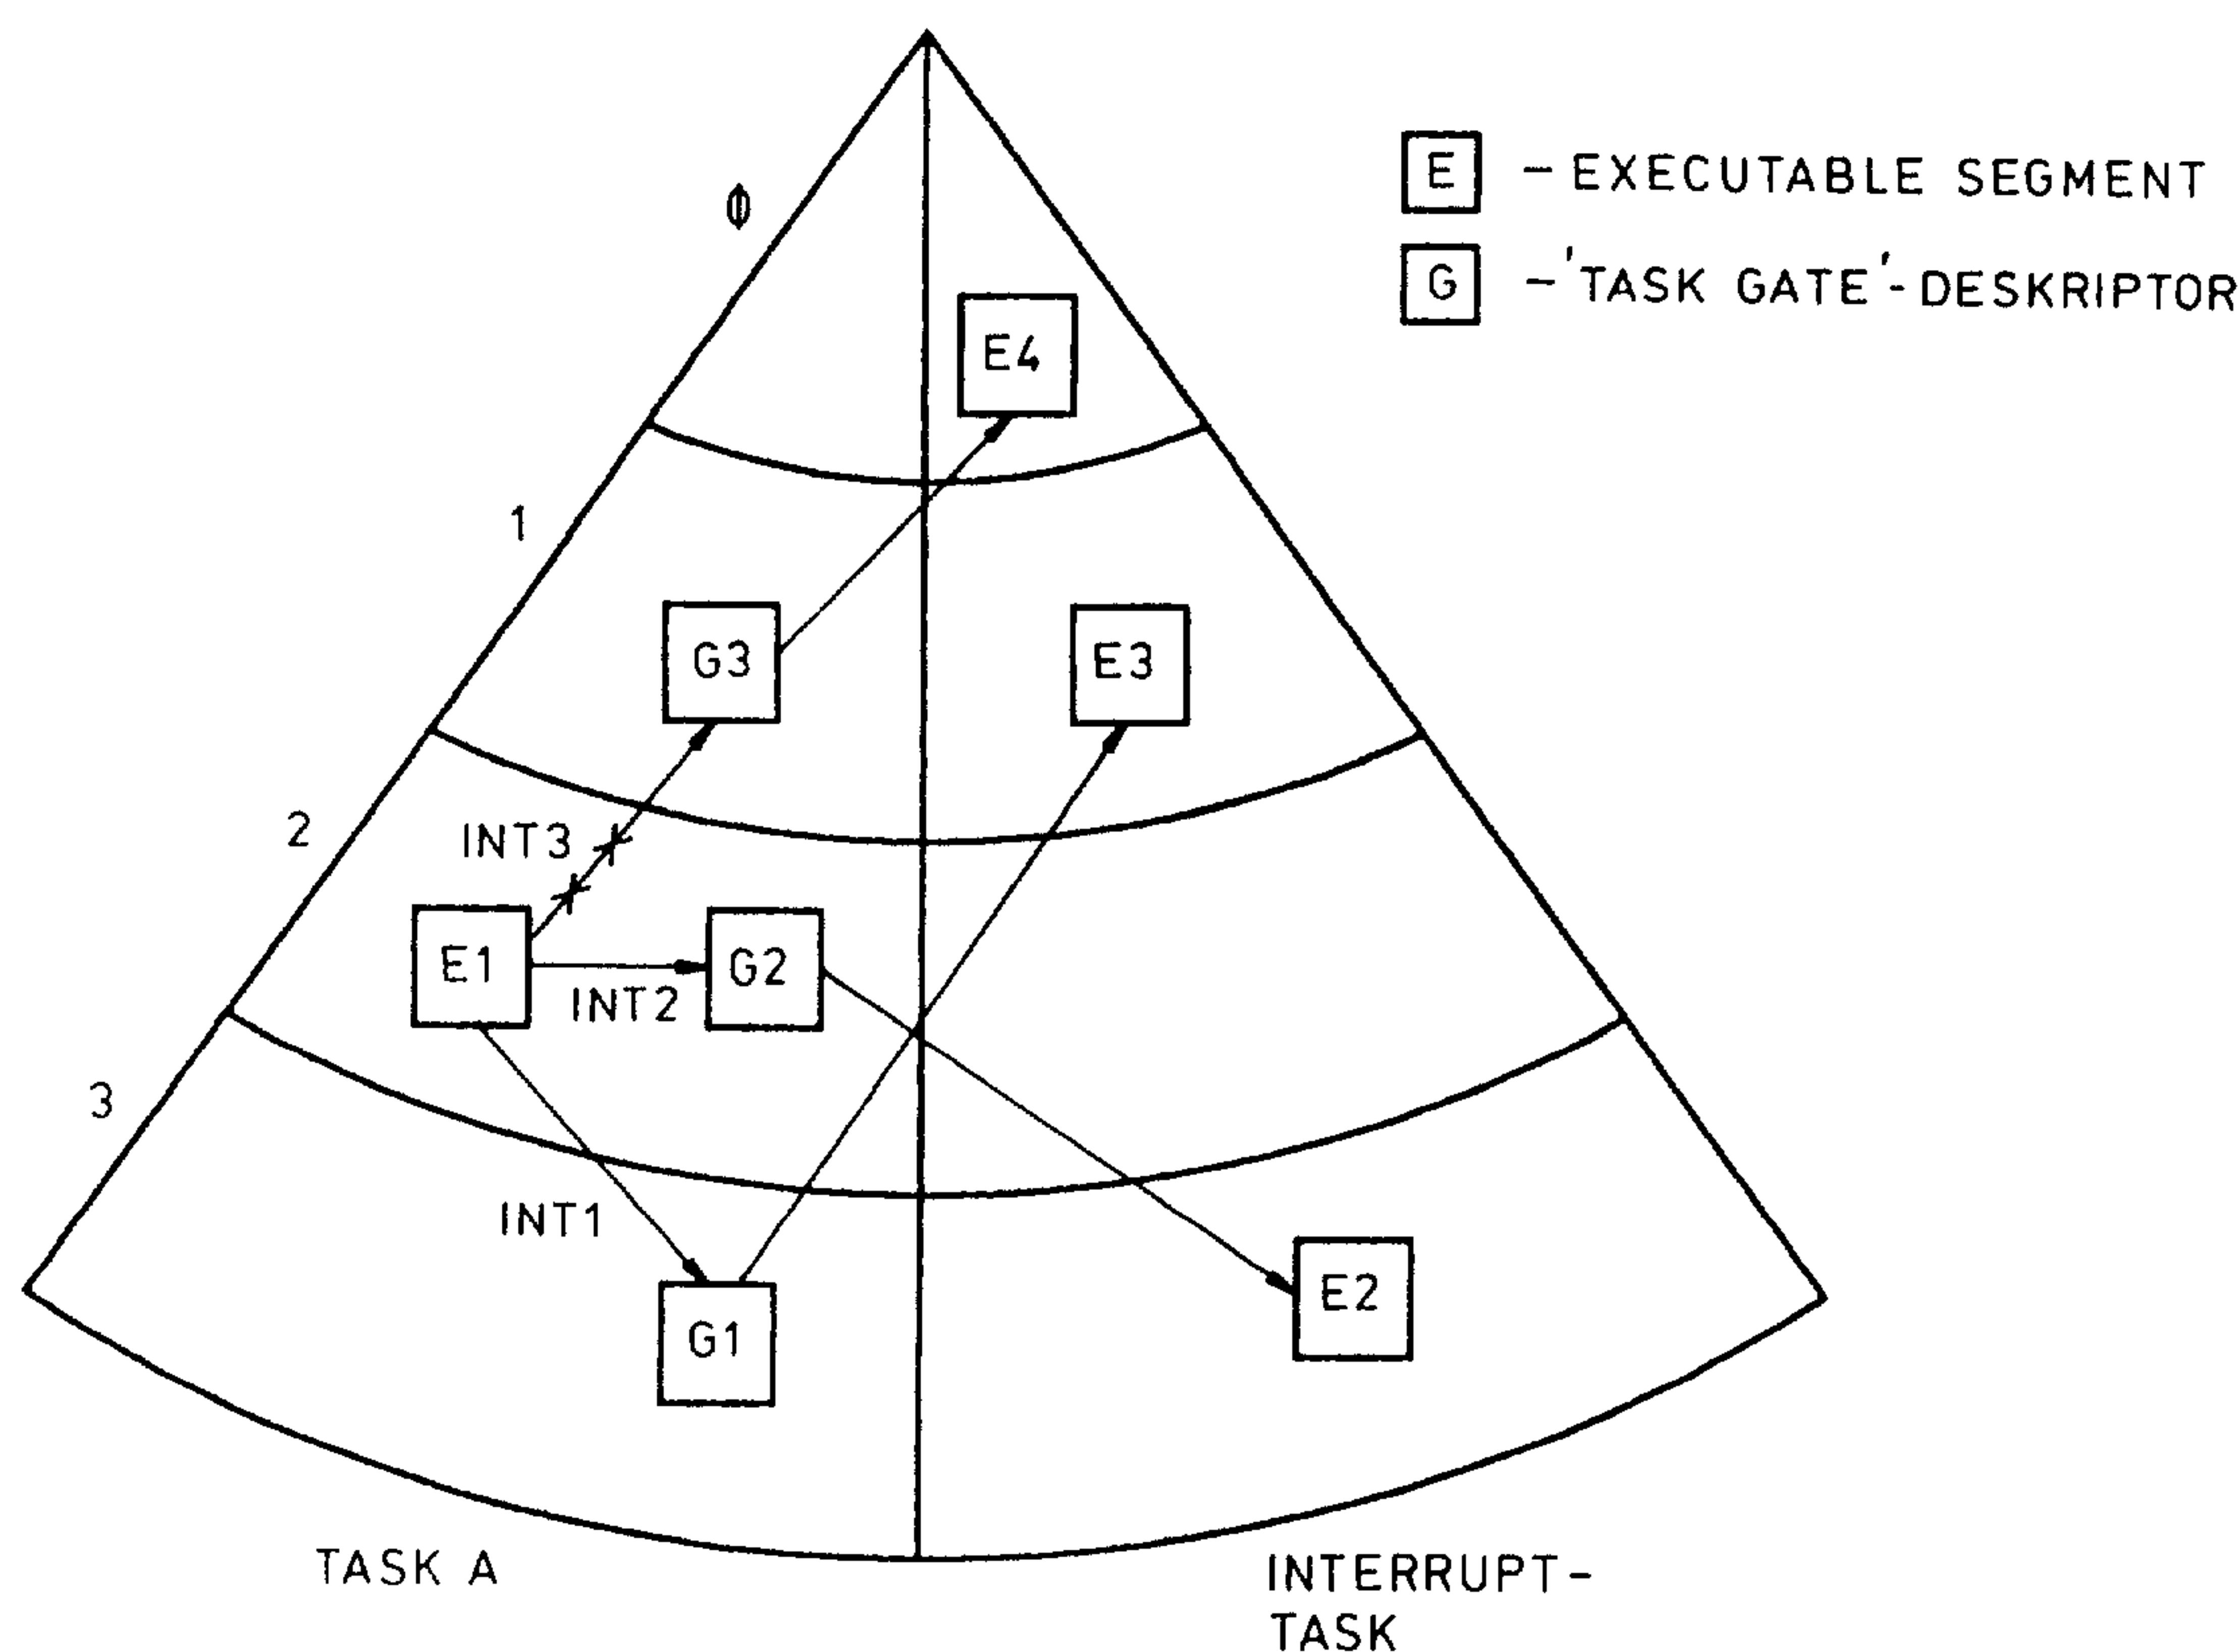 φ
E - EXECUTABLE SEGMENT
G - 'TASK GATE'- DESKRIPTOR
E4
1
G3
E3
2
INT3
E1
G2
INT2
3
INT1
E2
G1
TASK A
INTERRUPT-
TASK